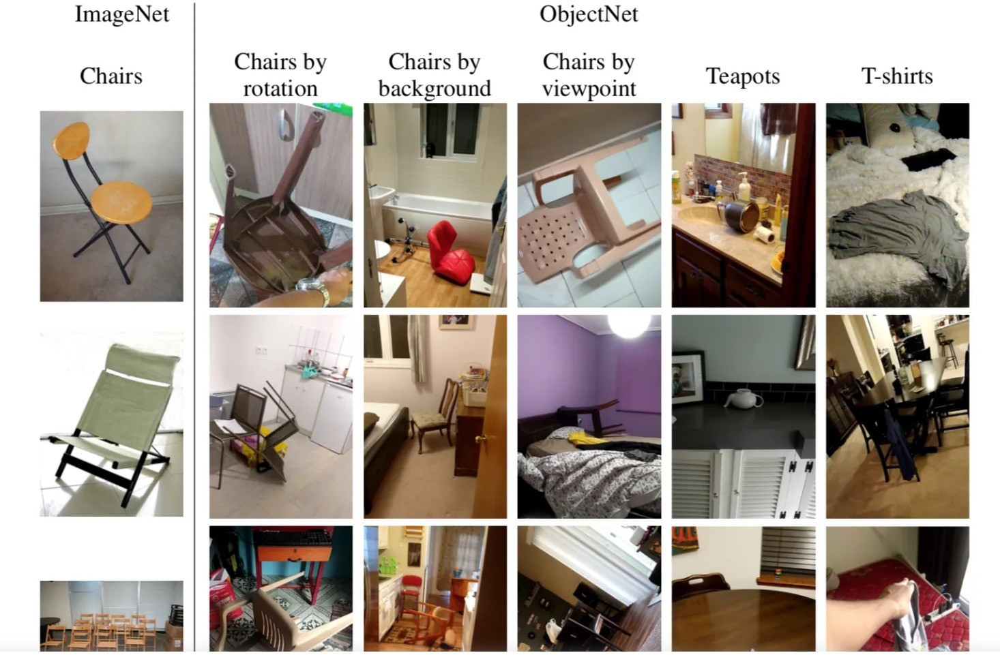 ImageNet
ObjectNet
Chairs
Chairs by
rotation
Chairs by
background
Chairs by
viewpoint
Teapots
T-shirts